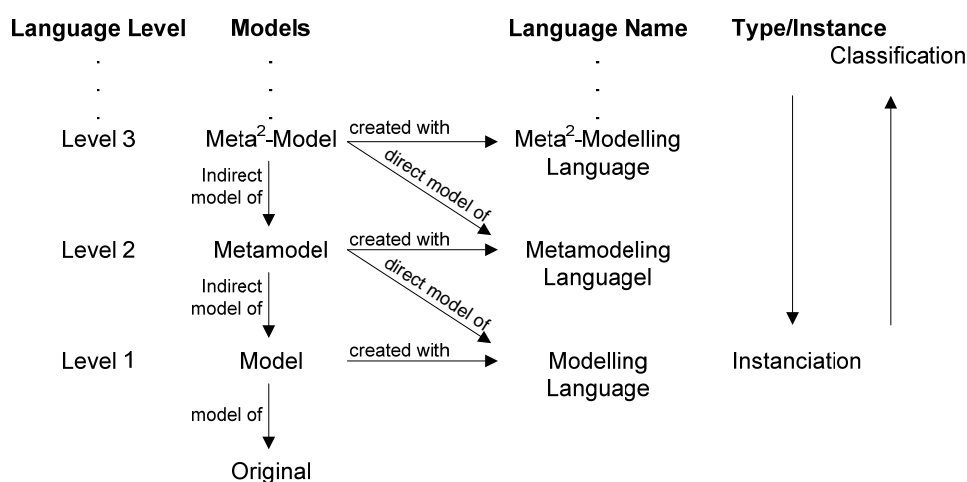 Language Level Models Language Name Type/Instance
Classification
Level 3 Meta²-Model created with Meta²-Modelling
Language
direct model of
Indirect
model of
Level 2 Metamodel created with Metamodeling
Languagel
direct model of
Indirect
model of
Level 1 Model created with Modelling Instanciation
Language
model of
Original